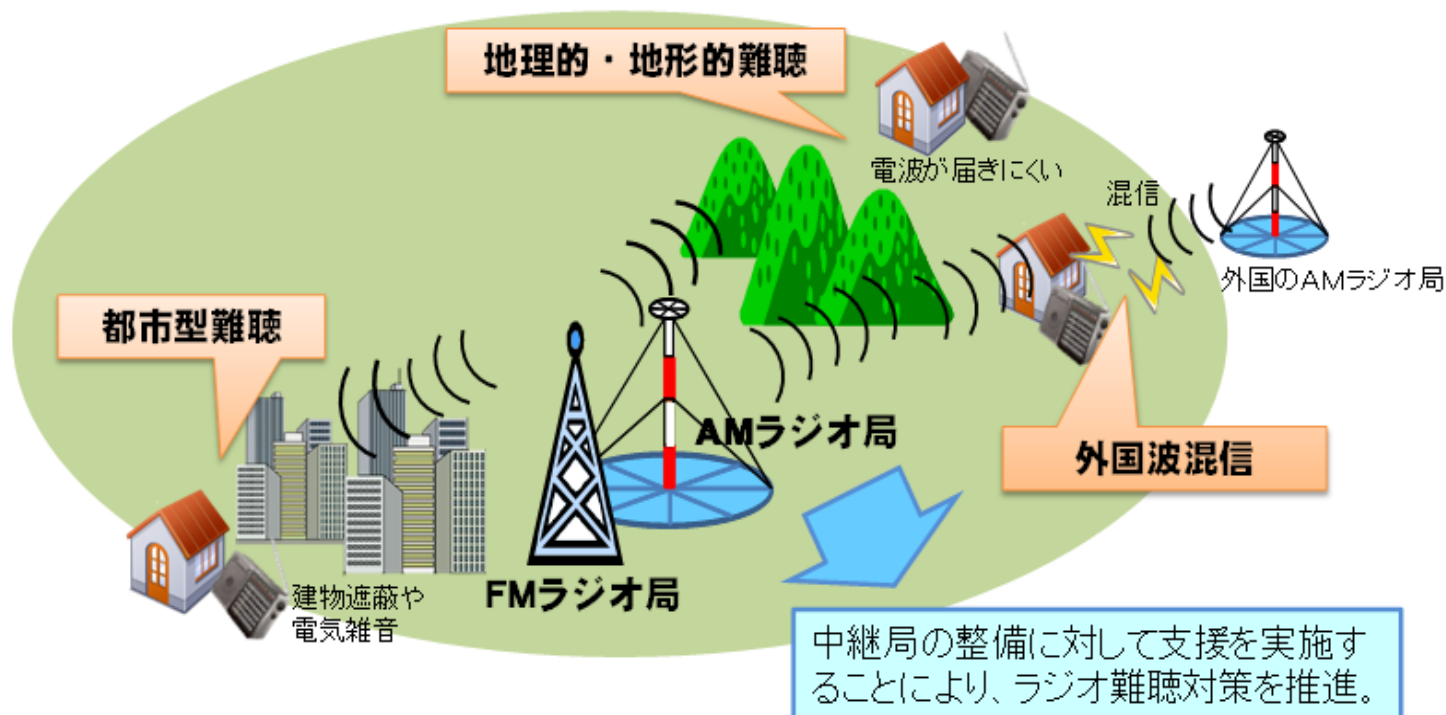 地理的・地形的難聴
電波が届きにくい
混信
外国のAMラジオ局
都市型難聴
AMラジオ局
外国波混信
FMラジオ局
建物遮蔽や
電気雑音
中継局の整備に対して支援を実施す
ることにより、ラジオ難聴対策を推進。